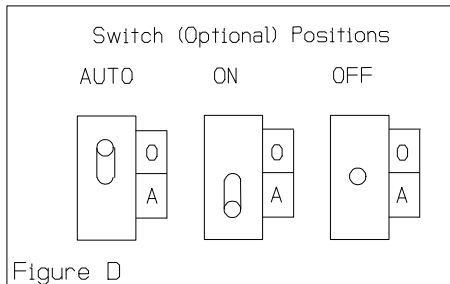 Switch (Optional) Positions
AUTO ON OFF
O O O
A A A
Figure D